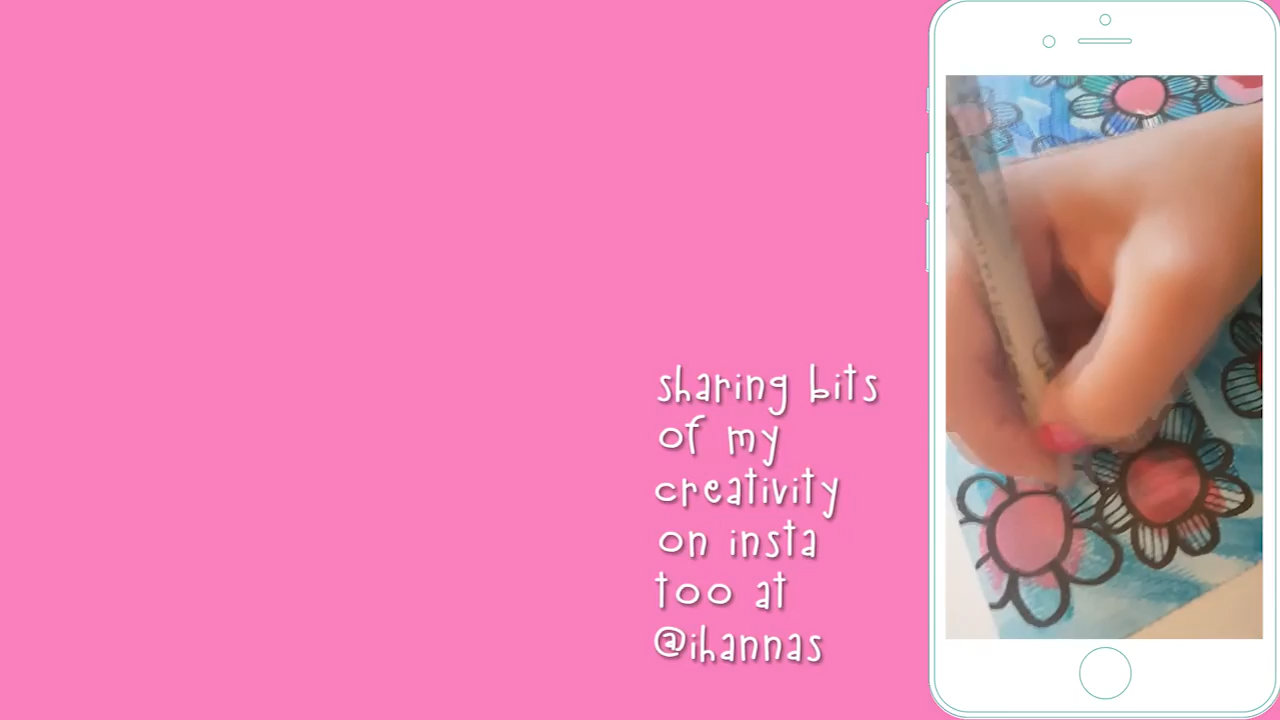 sharing bits
of my
creativity
on insta
too at
@ihannas